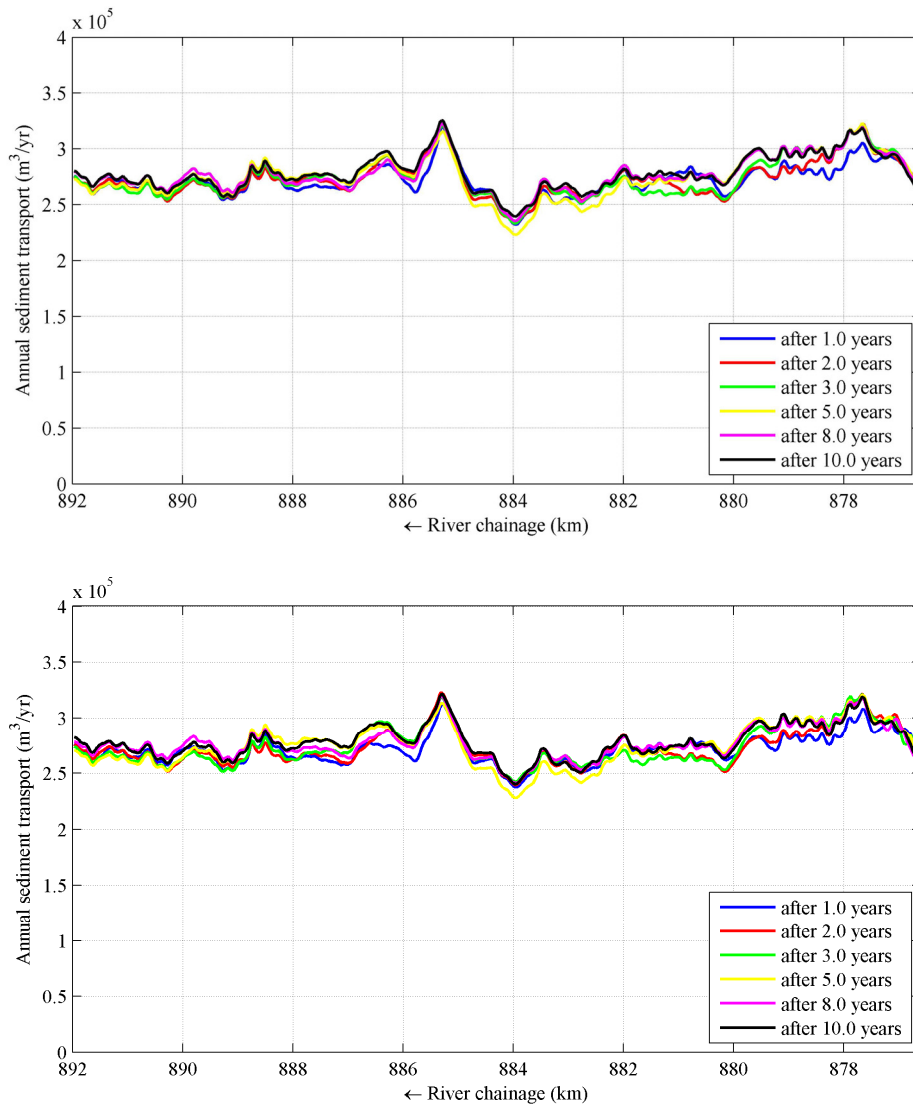 x 10^5
4
3.5
3
2.5
2
1.5
1
0.5
0
Annual sediment transport (m^3/yr)
after 1.0 years
after 2.0 years
after 3.0 years
after 5.0 years
after 8.0 years
after 10.0 years
892 890 888 886 884 882 880 878
← River chainage (km)
x 10^5
4
3.5
3
2.5
2
1.5
1
0.5
0
Annual sediment transport (m^3/yr)
after 1.0 years
after 2.0 years
after 3.0 years
after 5.0 years
after 8.0 years
after 10.0 years
892 890 888 886 884 882 880 878
← River chainage (km)